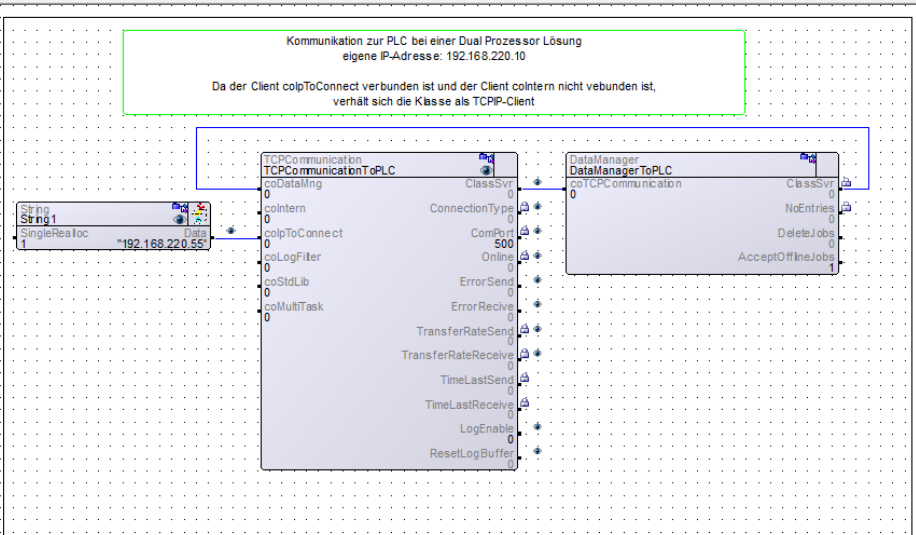 Kommunikation zur PLC bei einer Dual Prozessor Lösung
eigene IP-Adresse: 192.168.220.10
Da der Client coIpToConnect verbunden ist und der Client coIntern nicht vebunden ist,
verhält sich die Klasse als TCPIP-Client
String
String1
SingleRealloc Data
1 "192.168.220.55"
TCPCommunication
TCPCommunicationToPLC
coDataMng ClassSvr
0 0
coIntern ConnectionType
0 0
coIpToConnect ComPort
0 500
coLogFilter Online
0 0
coStdLib ErrorSend
0 0
coMultiTask ErrorRecive
0 0
TransferRateSend
0
TransferRateReceive
0
TimeLastSend
0
TimeLastReceive
0
LogEnable
0
ResetLogBuffer
0
DataManager
DataManagerToPLC
coTCPCommunication ClassSvr
0 0
NoEntries
0
DeleteJobs
0
AcceptOfflineJobs
1